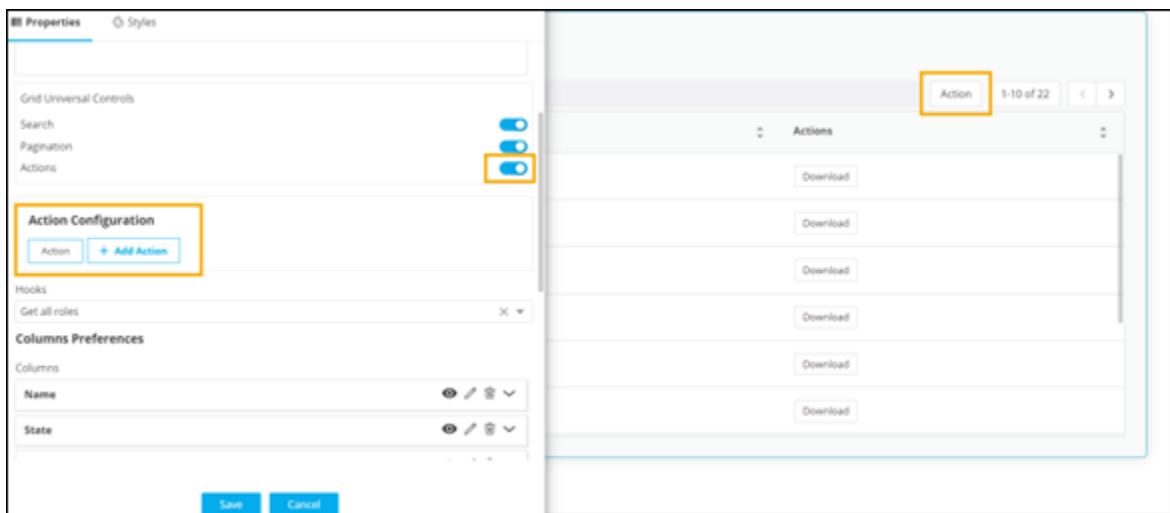 Properties Styles
Grid Universal Controls
Search
Pagination
Actions
Action Configuration
Action + Add Action
Hooks
Get all roles
Columns Preferences
Columns
Name
State
Save Cancel
Action 1-10 of 22 < >
Actions
Download
Download
Download
Download
Download
Download